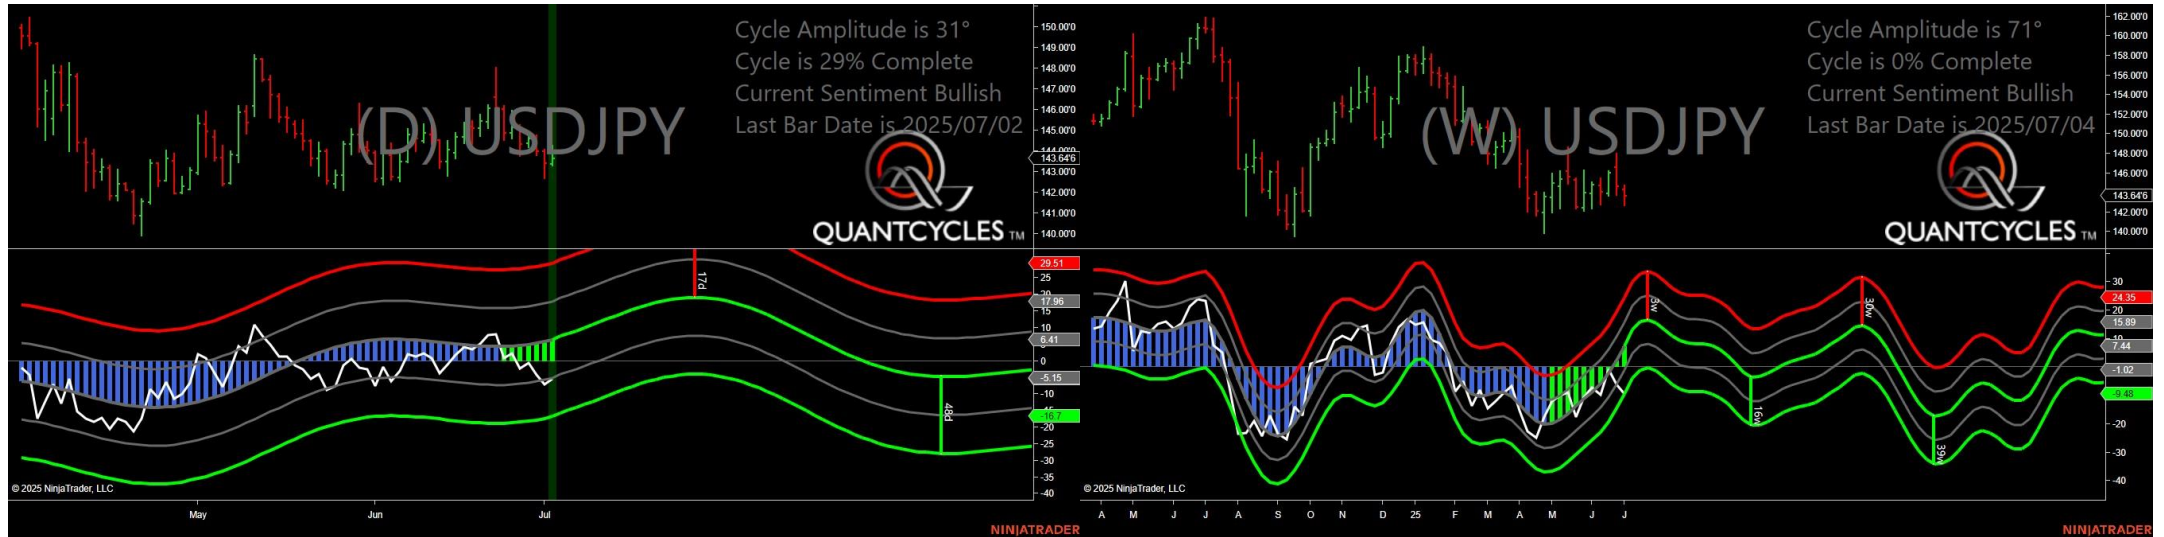 Cycle Amplitude is 31°
Cycle is 29% Complete
Current Sentiment Bullish
Last Bar Date is 2025/07/02
(D) USDJPY
QUANTCYCLES TM
150.00'0
149.00'0
148.00'0
147.00'0
146.00'0
145.00'0
144.00'0
143.64'6
143.00'0
142.00'0
141.00'0
140.00'0
29.51
25
17.96
15
10
6.41
0
-5.15
-10
-16.7
-20
-25
-30
-35
-40
17d
48d
© 2025 NinjaTrader, LLC
May
Jun
Jul
NINJATRADER
Cycle Amplitude is 71°
Cycle is 0% Complete
Current Sentiment Bullish
Last Bar Date is 2025/07/04
(W) USDJPY
QUANTCYCLES TM
162.00'0
160.00'0
158.00'0
156.00'0
154.00'0
152.00'0
150.00'0
148.00'0
146.00'0
143.64'6
142.00'0
140.00'0
30
24.35
20
15.89
7.44
-1.02
-9.48
-20
-30
-40
3w
16w
30w
39w
© 2025 NinjaTrader, LLC
A M J J A S O N D 25 F M A M J J
NINJATRADER